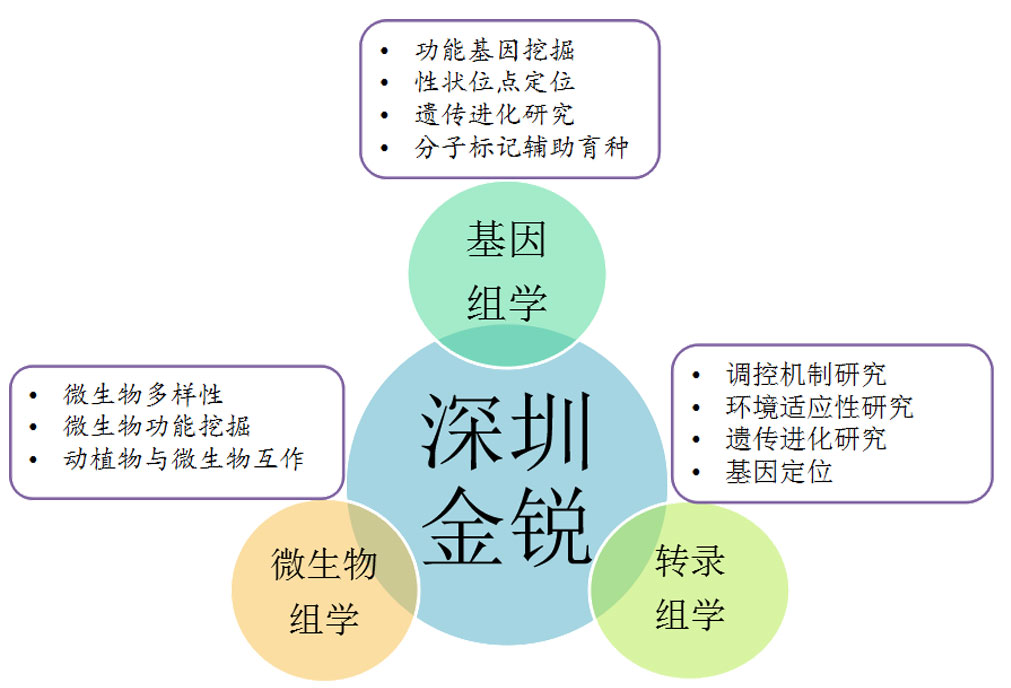 • 功能基因挖掘
• 性状位点定位
• 遗传进化研究
• 分子标记辅助育种
基因
组学
• 微生物多样性
• 微生物功能挖掘
• 动植物与微生物互作
• 调控机制研究
• 环境适应性研究
• 遗传进化研究
• 基因定位
深圳
金锐
微生物
组学
转录
组学